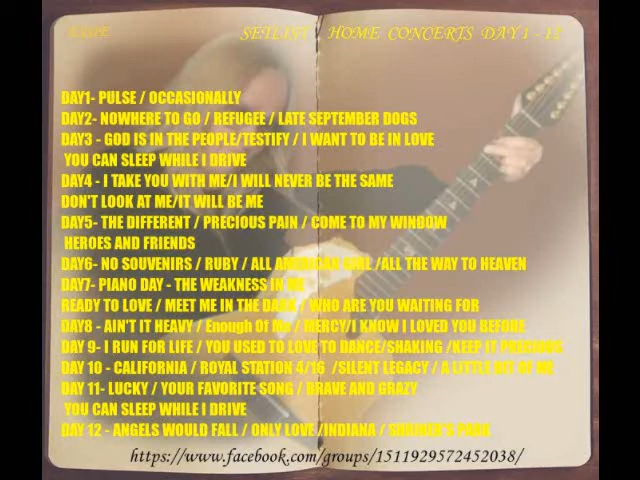 SETLIST / HOME CONCERTS DAY 1 - 12
DAY1- PULSE / OCCASIONALLY
DAY2- NOWHERE TO GO / REFUGEE / LATE SEPTEMBER DOGS
DAY3 - GOD IS IN THE PEOPLE/TESTIFY / I WANT TO BE IN LOVE
YOU CAN SLEEP WHILE I DRIVE
DAY4 - I TAKE YOU WITH ME/I WILL NEVER BE THE SAME
DON'T LOOK AT ME/IT WILL BE ME
DAY5- THE DIFFERENT / PRECIOUS PAIN / COME TO MY WINDOW
HEROES AND FRIENDS
DAY6- NO SOUVENIRS / RUBY / ALL AMERICAN GIRL /ALL THE WAY TO HEAVEN
DAY7- PIANO DAY - THE WEAKNESS IN ME
READY TO LOVE / MEET ME IN THE DARK / WHO ARE YOU WAITING FOR
DAY8 - AIN'T IT HEAVY / Enough Of Me / MERCY/I KNOW I LOVED YOU BEFORE
DAY 9- I RUN FOR LIFE / YOU USED TO LOVE TO DANCE/SHAKING /KEEP IT PRECIOUS
DAY 10 - CALIFORNIA / ROYAL STATION 4/16 /SILENT LEGACY / A LITTLE BIT OF ME
DAY 11- LUCKY / YOUR FAVORITE SONG / BRAVE AND CRAZY
YOU CAN SLEEP WHILE I DRIVE
DAY 12 - ANGELS WOULD FALL / ONLY LOVE /INDIANA / SHRINER'S PARK
https://www.facebook.com/groups/1511929572452038/